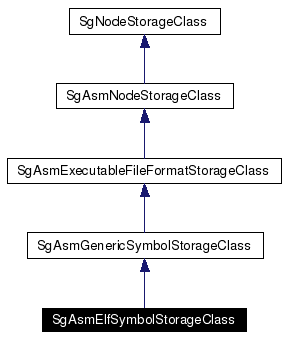 SgNodeStorageClass
SgAsmNodeStorageClass
SgAsmExecutableFileFormatStorageClass
SgAsmGenericSymbolStorageClass
SgAsmElfSymbolStorageClass